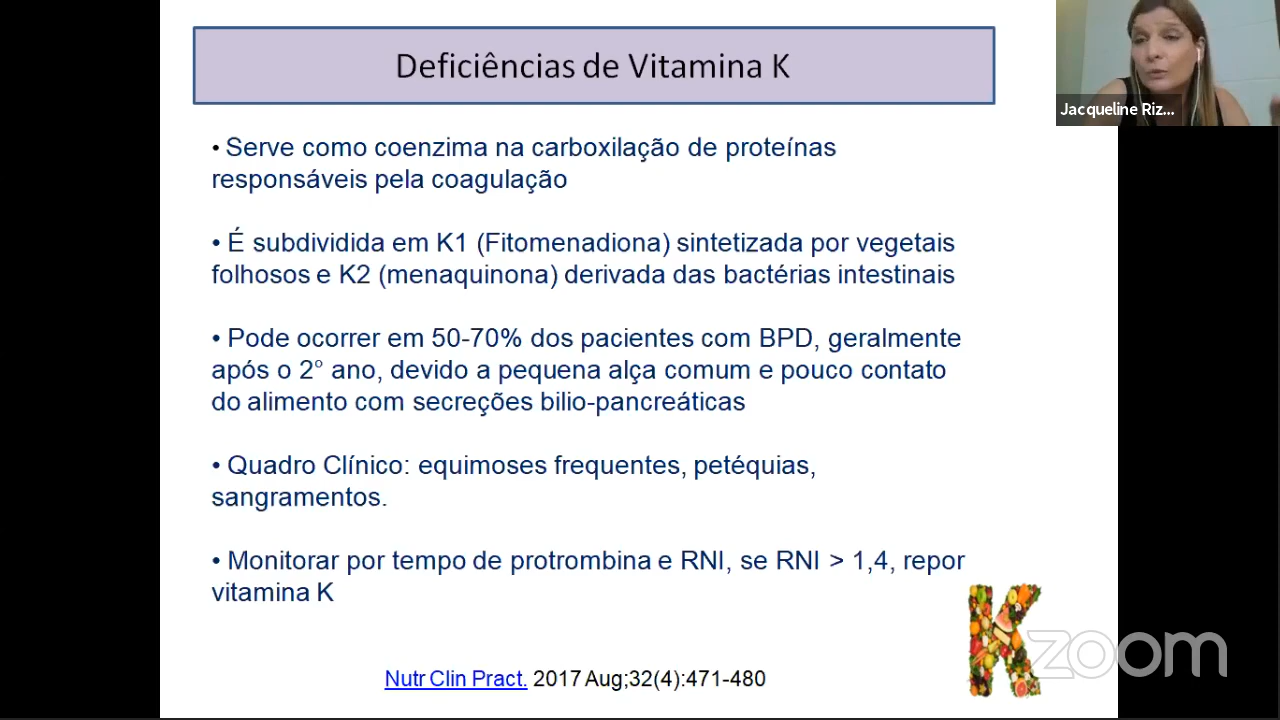 Deficiências de Vitamina K
Jacqueline Riz...
• Serve como coenzima na carboxilação de proteínas
responsáveis pela coagulação
• É subdividida em K1 (Fitomenadiona) sintetizada por vegetais
folhosos e K2 (menaquinona) derivada das bactérias intestinais
• Pode ocorrer em 50-70% dos pacientes com BPD, geralmente
após o 2° ano, devido a pequena alça comum e pouco contato
do alimento com secreções bilio-pancreáticas
• Quadro Clínico: equimoses frequentes, petéquias,
sangramentos.
• Monitorar por tempo de protrombina e RNI, se RNI > 1,4, repor
vitamina K
K
zoom
Nutr Clin Pract. 2017 Aug;32(4):471-480